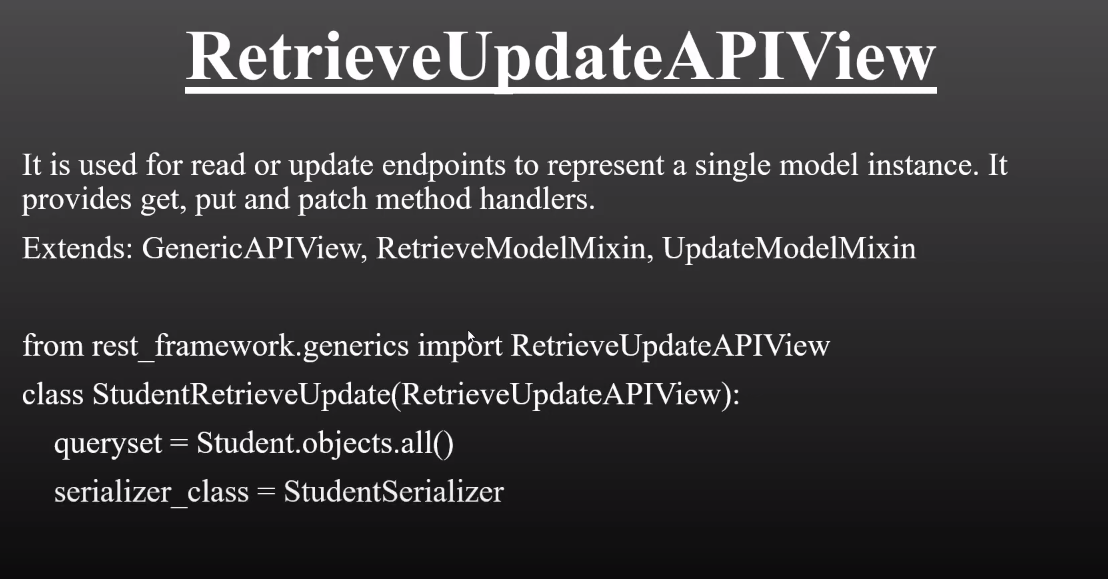 RetrieveUpdateAPIView
It is used for read or update endpoints to represent a single model instance. It
provides get, put and patch method handlers.
Extends: GenericAPIView, RetrieveModelMixin, UpdateModelMixin
from rest_framework.generics import RetrieveUpdateAPIView
class StudentRetrieveUpdate(RetrieveUpdateAPIView):
    queryset = Student.objects.all()
    serializer_class = StudentSerializer